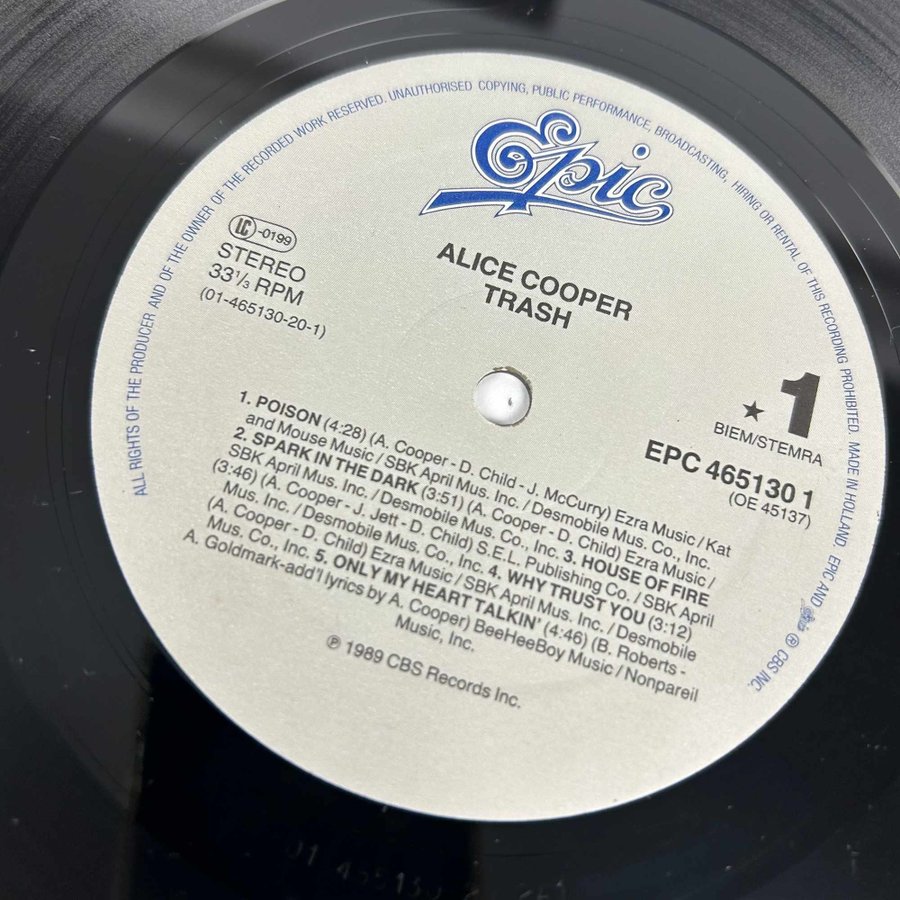 ALL RIGHTS OF THE PRODUCER AND OF THE OWNER OF THE RECORDED WORK RESERVED. UNAUTHORISED COPYING, PUBLIC PERFORMANCE, BROADCASTING, HIRING OR RENTAL OF THIS RECORDING PROHIBITED. MADE IN HOLLAND. EPIC AND ® CBS INC.
Epic
LC -0199
STEREO
33⅓ RPM
(01-465130-20-1)
ALICE COOPER
TRASH
★ 1
BIEM/STEMRA
EPC 465130 1
(OE 45137)
1. POISON (4:28) (A. Cooper - D. Child - J. McCurry) Ezra Music / Kat
and Mouse Music / SBK April Mus. Inc. / Desmobile Mus. Co., Inc.
2. SPARK IN THE DARK (3:51) (A. Cooper - D. Child) Ezra Music /
SBK April Mus. Inc. / Desmobile Mus. Co., Inc. 3. HOUSE OF FIRE
(3:46) (A. Cooper - J. Jett - D. Child) S.E.L. Publishing Co. / SBK April
Mus. Inc. / Desmobile Mus. Co., Inc. 4. WHY TRUST YOU (3:12)
(A. Cooper - D. Child) Ezra Music / SBK April Mus. Inc. / Desmobile
Mus. Co., Inc. 5. ONLY MY HEART TALKIN' (4:46) (B. Roberts -
A. Goldmark-add'l lyrics by A. Cooper) BeeHeeBoy Music / Nonpareil
Music, Inc.
℗ 1989 CBS Records Inc.